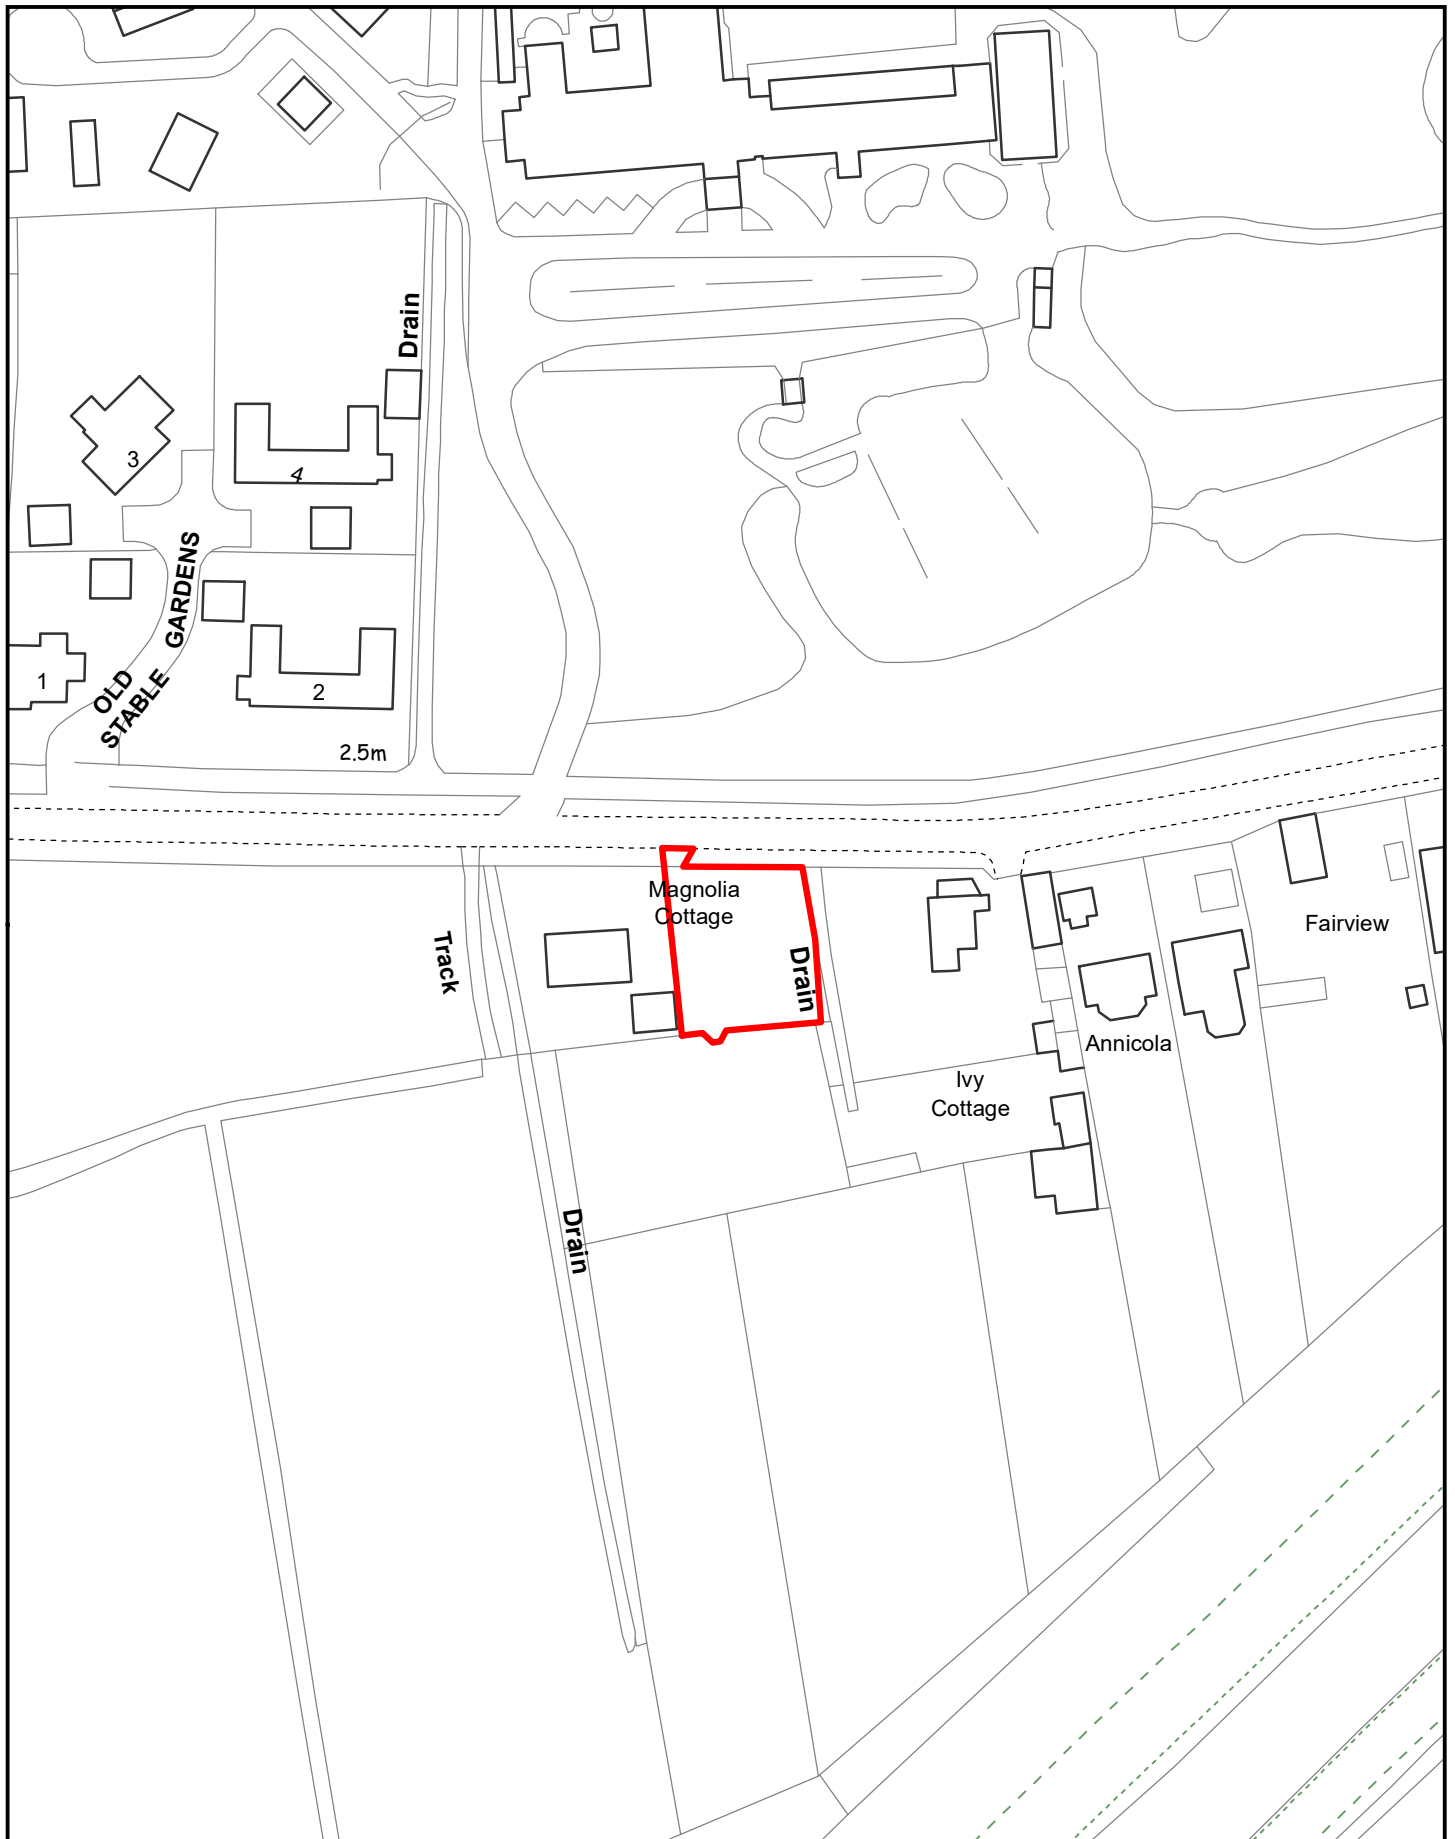 Drain
3
4
OLD
STABLE
GARDENS
1
2
2.5m
Magnolia
Cottage
Track
Drain
Fairview
Annicola
Ivy
Cottage
Drain